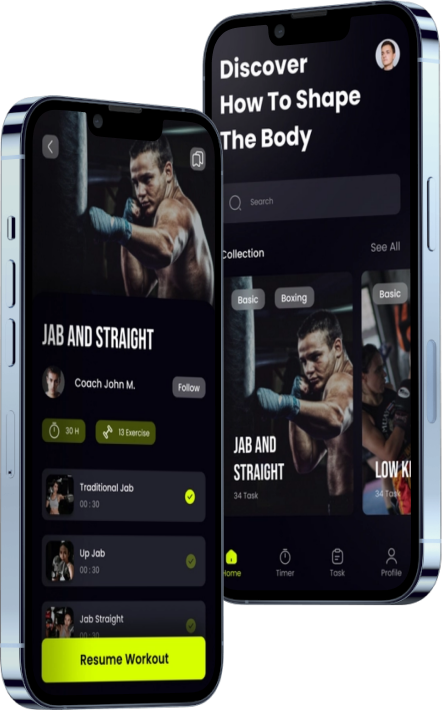 Discover
How To Shape
The Body
Search
Collection
See All
Basic
Boxing
Basic
JAB AND
STRAIGHT
34 Task
LOW
34 Task
Home
Timer
Task
Profile
JAB AND STRAIGHT
Coach John M.
Follow
30 H
13 Exercise
Traditional Jab
00 : 30
Up Jab
00 : 30
Jab Straight
00 : 30
Resume Workout